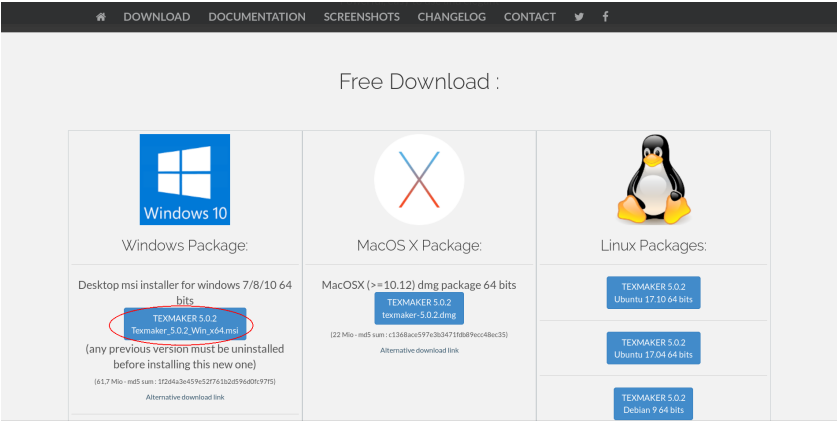 DOWNLOAD DOCUMENTATION SCREENSHOTS CHANGELOG CONTACT
Free Download :
Windows 10
Windows Package:
Desktop msi installer for windows 7/8/10 64
bits
TEXMAKER 5.0.2
Texmaker_5.0.2_Win_x64.msi
(any previous version must be uninstalled
before installing this new one)
(61,7 Mio - md5 sum : 1f2d4a3e459e52f761b2d596d0fc97f5)
Alternative download link
MacOS X Package:
MacOSX (>=10.12) dmg package 64 bits
TEXMAKER 5.0.2
texmaker-5.0.2.dmg
(22 Mio - md5 sum : c1368ace597e3b3471fdb89ecc48ec35)
Alternative download link
Linux Packages:
TEXMAKER 5.0.2
Ubuntu 17.10 64 bits
TEXMAKER 5.0.2
Ubuntu 17.04 64 bits
TEXMAKER 5.0.2
Debian 9 64 bits